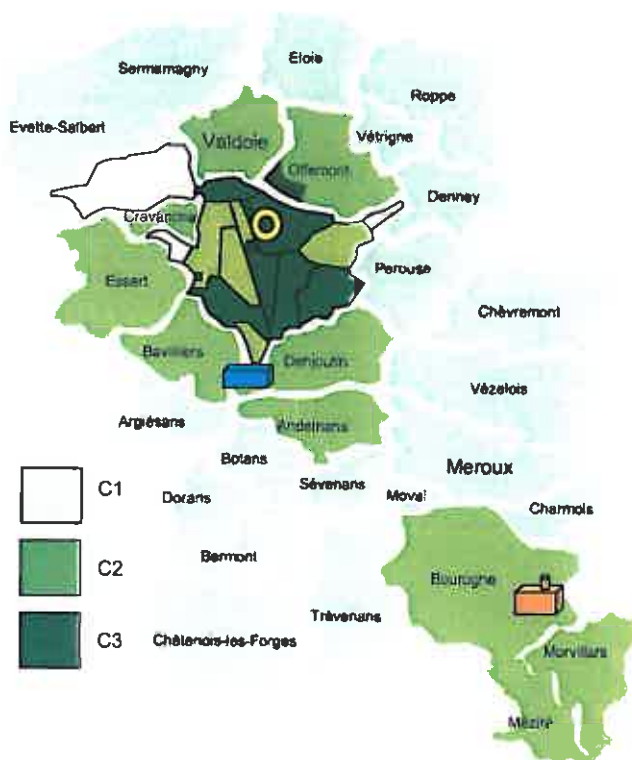 Eloie
Sermamagny
Roppe
Evette-Salbert
Valdoie
Vétrigne
Offemont
Denney
Cravanche
Essert
Perouse
Chèvremont
Bavilliers
Danjoutin
Vézelois
Argiésans
Andelnans
Botans
Meroux
C1
Sévenans
Dorans
Moval
Charmois
C2
Bermont
Bourogne
C3
Trévenans
Châtenois-les-Forges
Morvillars
Méziré